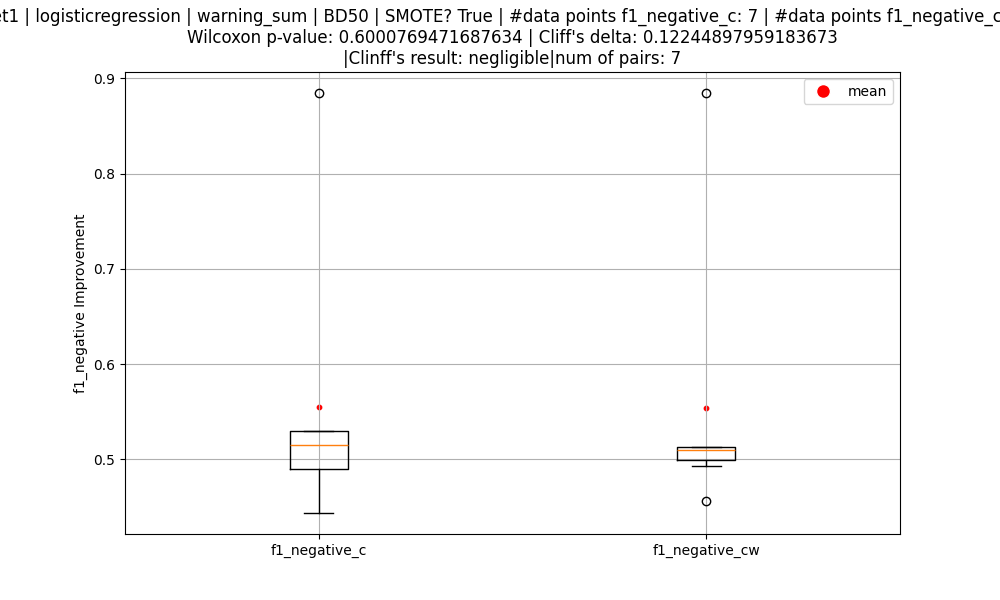 et1 | logisticregression | warning_sum | BD50 | SMOTE? True | #data points f1_negative_c: 7 | #data points f1_negative_c
Wilcoxon p-value: 0.6000769471687634 | Cliff's delta: 0.12244897959183673
|Clinff's result: negligible|num of pairs: 7
0.9
mean
0.8
0.7
0.6
0.5
f1_negative Improvement
f1_negative_c
f1_negative_cw